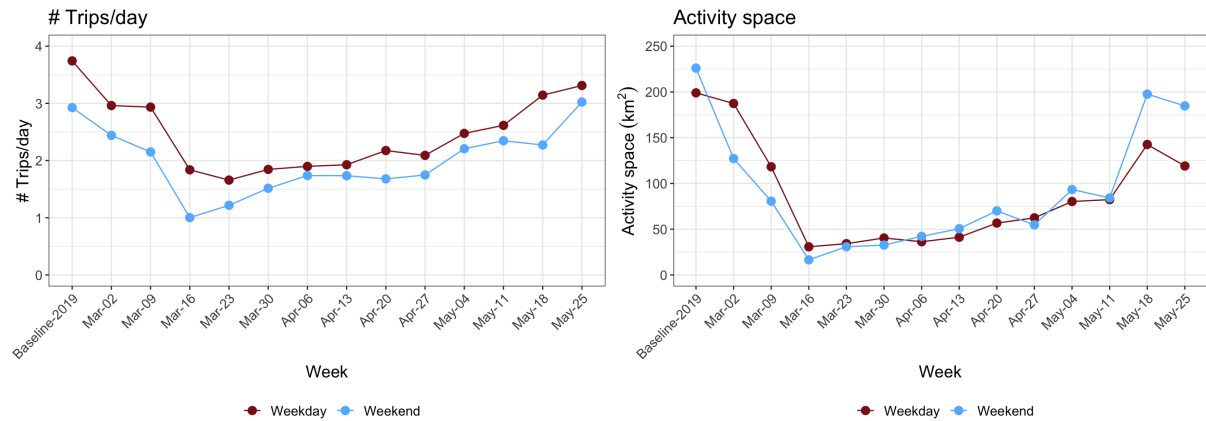 # Trips/day
# Trips/day
4
3
2
1
0
Baseline-2019
Mar-02
Mar-09
Mar-16
Mar-23
Mar-30
Apr-06
Apr-13
Apr-20
Apr-27
May-04
May-11
May-18
May-25
Week
Weekday Weekend
Activity space
Activity space (km²)
250
200
150
100
50
0
Baseline-2019
Mar-02
Mar-09
Mar-16
Mar-23
Mar-30
Apr-06
Apr-13
Apr-20
Apr-27
May-04
May-11
May-18
May-25
Week
Weekday Weekend